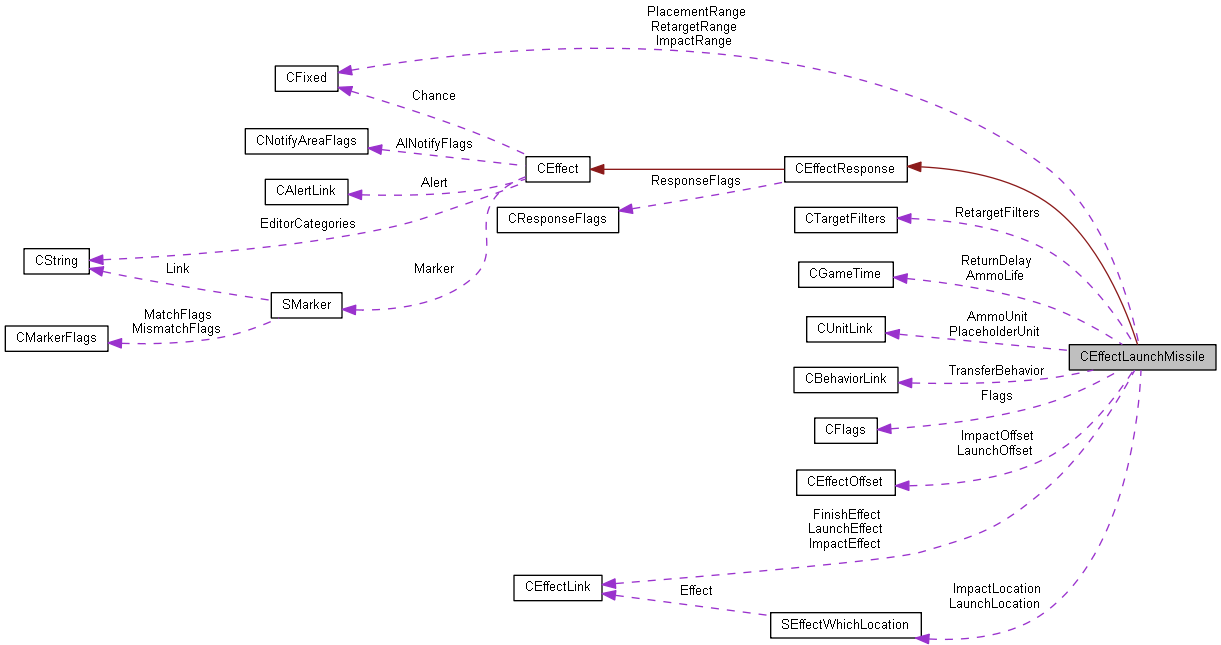 PlacementRange
RetargetRange
ImpactRange
CFixed
Chance
CNotifyAreaFlags
AINotifyFlags
CEffect
CEffectResponse
ResponseFlags
CAlertLink
Alert
CResponseFlags
CTargetFilters
RetargetFilters
EditorCategories
CString
Link
Marker
CGameTime
ReturnDelay
AmmoLife
SMarker
MatchFlags
MismatchFlags
CMarkerFlags
CUnitLink
AmmoUnit
PlaceholderUnit
CEffectLaunchMissile
CBehaviorLink
TransferBehavior
Flags
CFlags
ImpactOffset
LaunchOffset
CEffectOffset
FinishEffect
LaunchEffect
ImpactEffect
CEffectLink
Effect
ImpactLocation
LaunchLocation
SEffectWhichLocation